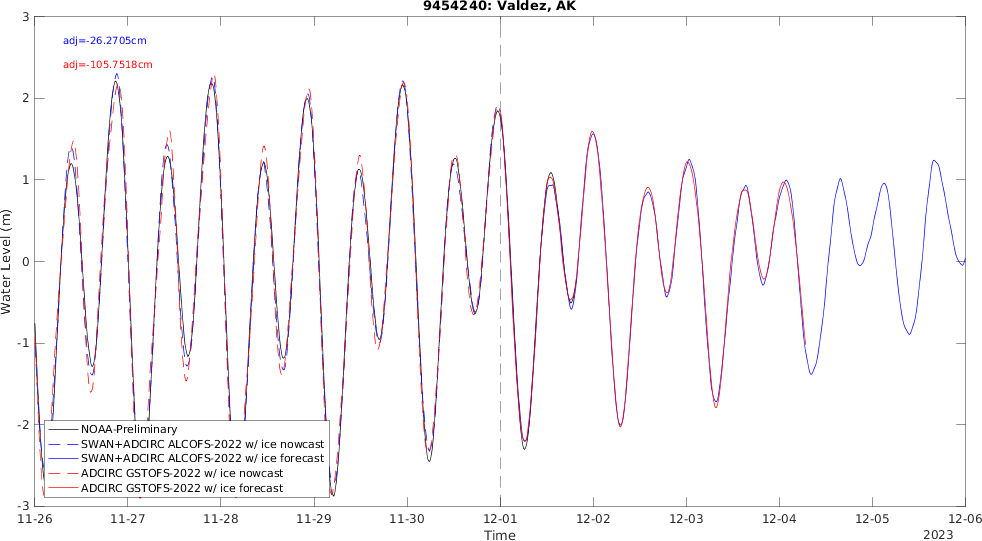 9454240: Valdez, AK
adj=-26.2705cm
adj=-105.7518cm
Water Level (m)
3
2
1
0
-1
-2
-3
NOAA-Preliminary
SWAN+ADCIRC ALCOFS-2022 w/ ice nowcast
SWAN+ADCIRC ALCOFS-2022 w/ ice forecast
ADCIRC GSTOFS-2022 w/ ice nowcast
ADCIRC GSTOFS-2022 w/ ice forecast
11-26 11-27 11-28 11-29 11-30 12-01 12-02 12-03 12-04 12-05 12-06
Time
2023